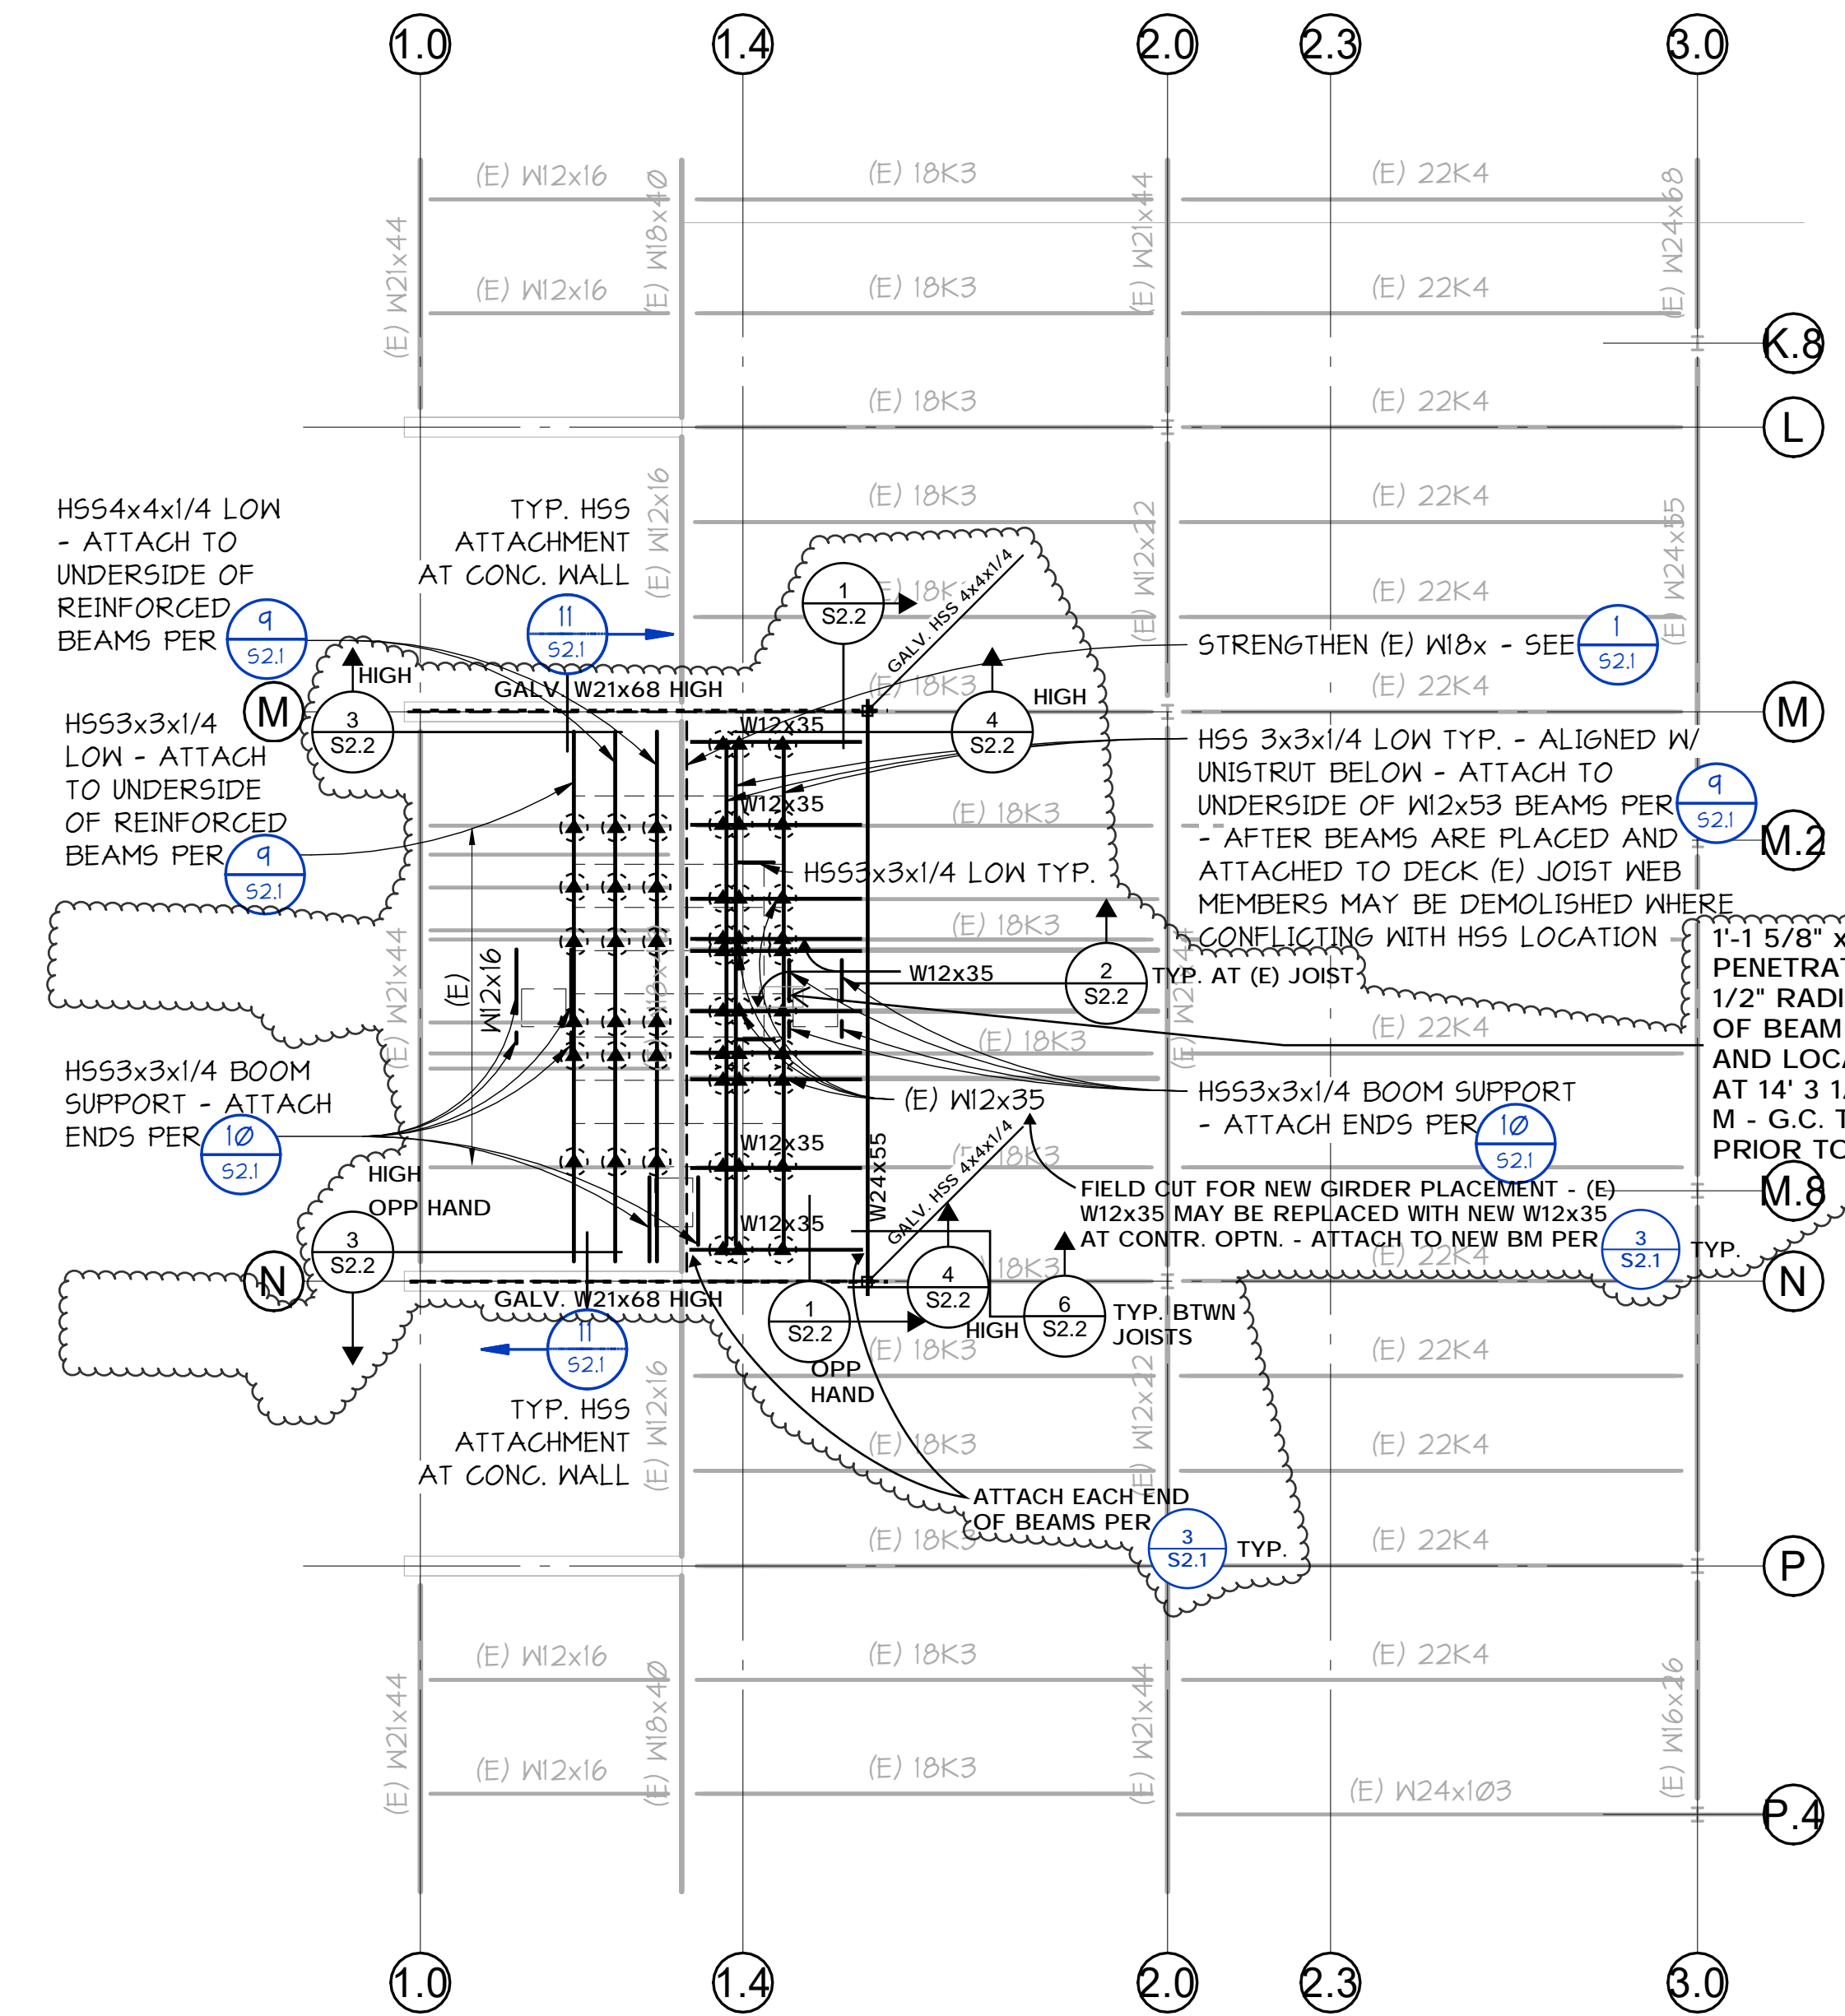 1.0
1.4
2.0
2.3
3.0
(E) W12x16
(E) 18K3
(E) 22K4
(E) W21x44
(E) W18x40
(E) W21x44
(E) W24x68
(E) W12x16
(E) 18K3
(E) 22K4
K.8
(E) 18K3
(E) 22K4
L
HSS4x4x1/4 LOW
- ATTACH TO
UNDERSIDE OF
REINFORCED
BEAMS PER
9
S2.1
TYP. HSS
ATTACHMENT
AT CONC. WALL
11
S2.1
(E) W12x16
(E) 18K3
(E) 22K4
(E) W12x22
(E) W24x55
(E) 22K4
1
S2.2
GALV. HSS 4x4x1/4
STRENGTHEN (E) W18x - SEE
1
S2.1
(E) 18K3
(E) 22K4
HIGH
GALV. W21x68 HIGH
HIGH
M
3
S2.2
4
S2.2
M
HSS3x3x1/4
LOW - ATTACH
TO UNDERSIDE
OF REINFORCED
BEAMS PER
9
S2.1
W12x35
W12x35
(E) 18K3
HSS 3x3x1/4 LOW TYP. - ALIGNED W/
UNISTRUT BELOW - ATTACH TO
UNDERSIDE OF W12x53 BEAMS PER
- AFTER BEAMS ARE PLACED AND
ATTACHED TO DECK (E) JOIST WEB
MEMBERS MAY BE DEMOLISHED WHERE
CONFLICTING WITH HSS LOCATION
9
S2.1
M.2
HSS3x3x1/4 LOW TYP.
(E) 18K3
(E) W21x44
(E)
W12x16
W12x35
2
S2.2
TYP. AT (E) JOIST
(E) 22K4
(E) 18K3
1'-1 5/8" x
OF BEAM
M - G.C. T
PRIOR TO
HSS3x3x1/4 BOOM
SUPPORT - ATTACH
ENDS PER
10
S2.1
(E) W12x35
HSS3x3x1/4 BOOM SUPPORT
- ATTACH ENDS PER
10
S2.1
W12x35
W24x55
GALV. HSS 4x4x1/4
HIGH
OPP HAND
3
S2.2
W12x35
FIELD CUT FOR NEW GIRDER PLACEMENT - (E)
W12x35 MAY BE REPLACED WITH NEW W12x35
AT CONTR. OPTN. - ATTACH TO NEW BM PER
3
S2.1
TYP.
M.8
(E) 22K4
N
GALV. W21x68 HIGH
1
S2.2
OPP
HAND
4
S2.2
HIGH
6
S2.2
TYP. BTWN
JOISTS
N
11
S2.1
TYP. HSS
ATTACHMENT
AT CONC. WALL
(E) W12x16
(E) 18K3
(E) 22K4
(E) W12x22
(E) 18K3
(E) 22K4
ATTACH EACH END
OF BEAMS PER
3
S2.1
TYP.
(E) 18K3
(E) 22K4
P
(E) W12x16
(E) 18K3
(E) 22K4
(E) W21x44
(E) W18x40
(E) W21x44
(E) W16x26
(E) W12x16
(E) 18K3
(E) W24x103
P.4
1.0
1.4
2.0
2.3
3.0